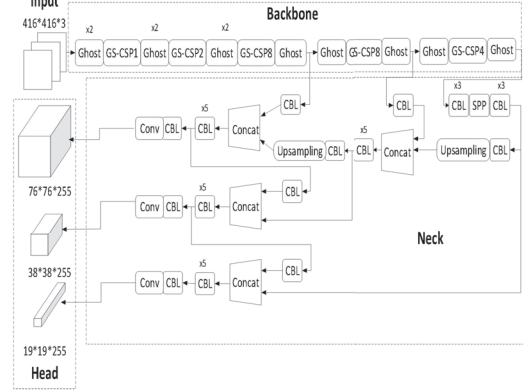 Input
416*416*3
Backbone
x2 x2 x2
Ghost GS-CSP1 Ghost GS-CSP2 Ghost GS-CSP8 Ghost Ghost GS-CSP8 Ghost Ghost GS-CSP4 Ghost
x3 x3
CBL CBL CBL SPP CBL
x5 x5
Conv CBL CBL Concat Upsampling CBL CBL Concat Upsampling CBL
76*76*255
x5
CBL
Conv CBL CBL Concat
Neck
38*38*255
x5
CBL
Conv CBL CBL Concat
19*19*255
Head